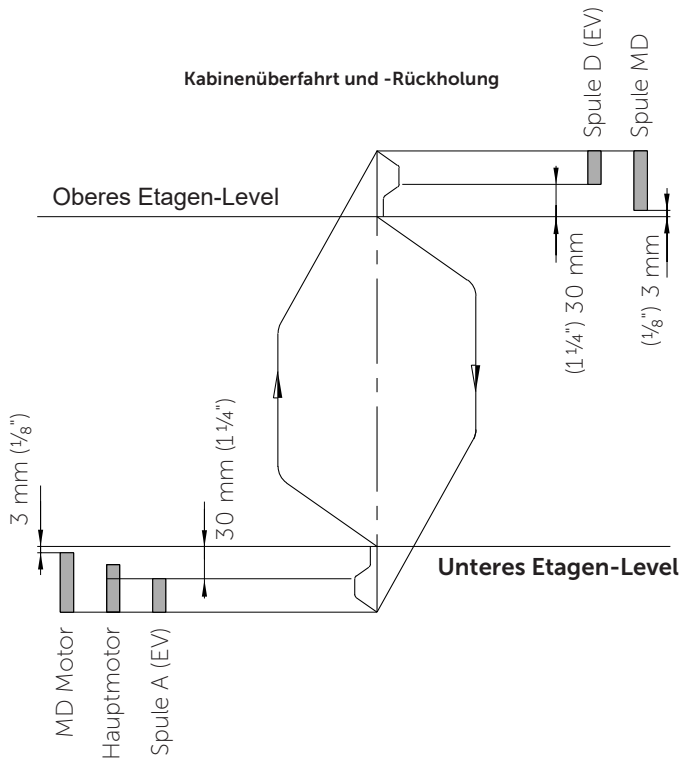 Kabinenüberfahrt und -Rückholung
Spule D (EV)
Spule MD
Oberes Etagen-Level
(1 1/4") 30 mm
(1/8") 3 mm
3 mm (1/8")
30 mm (1 1/4")
Unteres Etagen-Level
MD Motor
Hauptmotor
Spule A (EV)